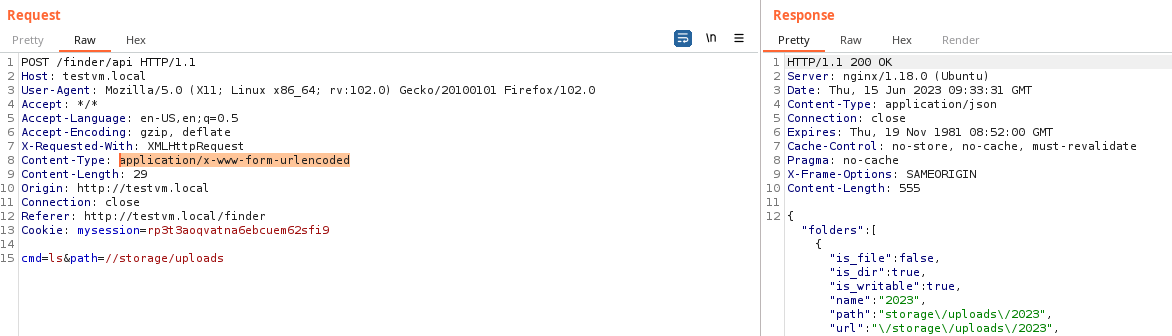 Request
Pretty Raw Hex
\n
1 POST /finder/api HTTP/1.1
2 Host: testvm.local
3 User-Agent: Mozilla/5.0 (X11; Linux x86_64; rv:102.0) Gecko/20100101 Firefox/102.0
4 Accept: */*
5 Accept-Language: en-US,en;q=0.5
6 Accept-Encoding: gzip, deflate
7 X-Requested-With: XMLHttpRequest
8 Content-Type: application/x-www-form-urlencoded
9 Content-Length: 29
10 Origin: http://testvm.local
11 Connection: close
12 Referer: http://testvm.local/finder
13 Cookie: mysession=rp3t3aoqvatna6ebcuem62sfi9
14
15 cmd=ls&path=//storage/uploads
Response
Pretty Raw Hex Render
1 HTTP/1.1 200 OK
2 Server: nginx/1.18.0 (Ubuntu)
3 Date: Thu, 15 Jun 2023 09:33:31 GMT
4 Content-Type: application/json
5 Connection: close
6 Expires: Thu, 19 Nov 1981 08:52:00 GMT
7 Cache-Control: no-store, no-cache, must-revalidate
8 Pragma: no-cache
9 X-Frame-Options: SAMEORIGIN
10 Content-Length: 555
11
12 {
"folders":[
{
"is_file":false,
"is_dir":true,
"is_writable":true,
"name":"2023",
"path":"storage\/uploads\/2023",
"url":"\/storage\/uploads\/2023",